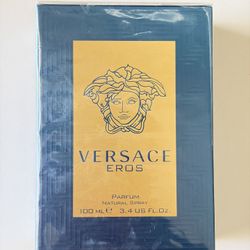 VERSACE
EROS
PARFUM
NATURAL SPRAY
100 ML ℮ 3.4 US FL.OZ.